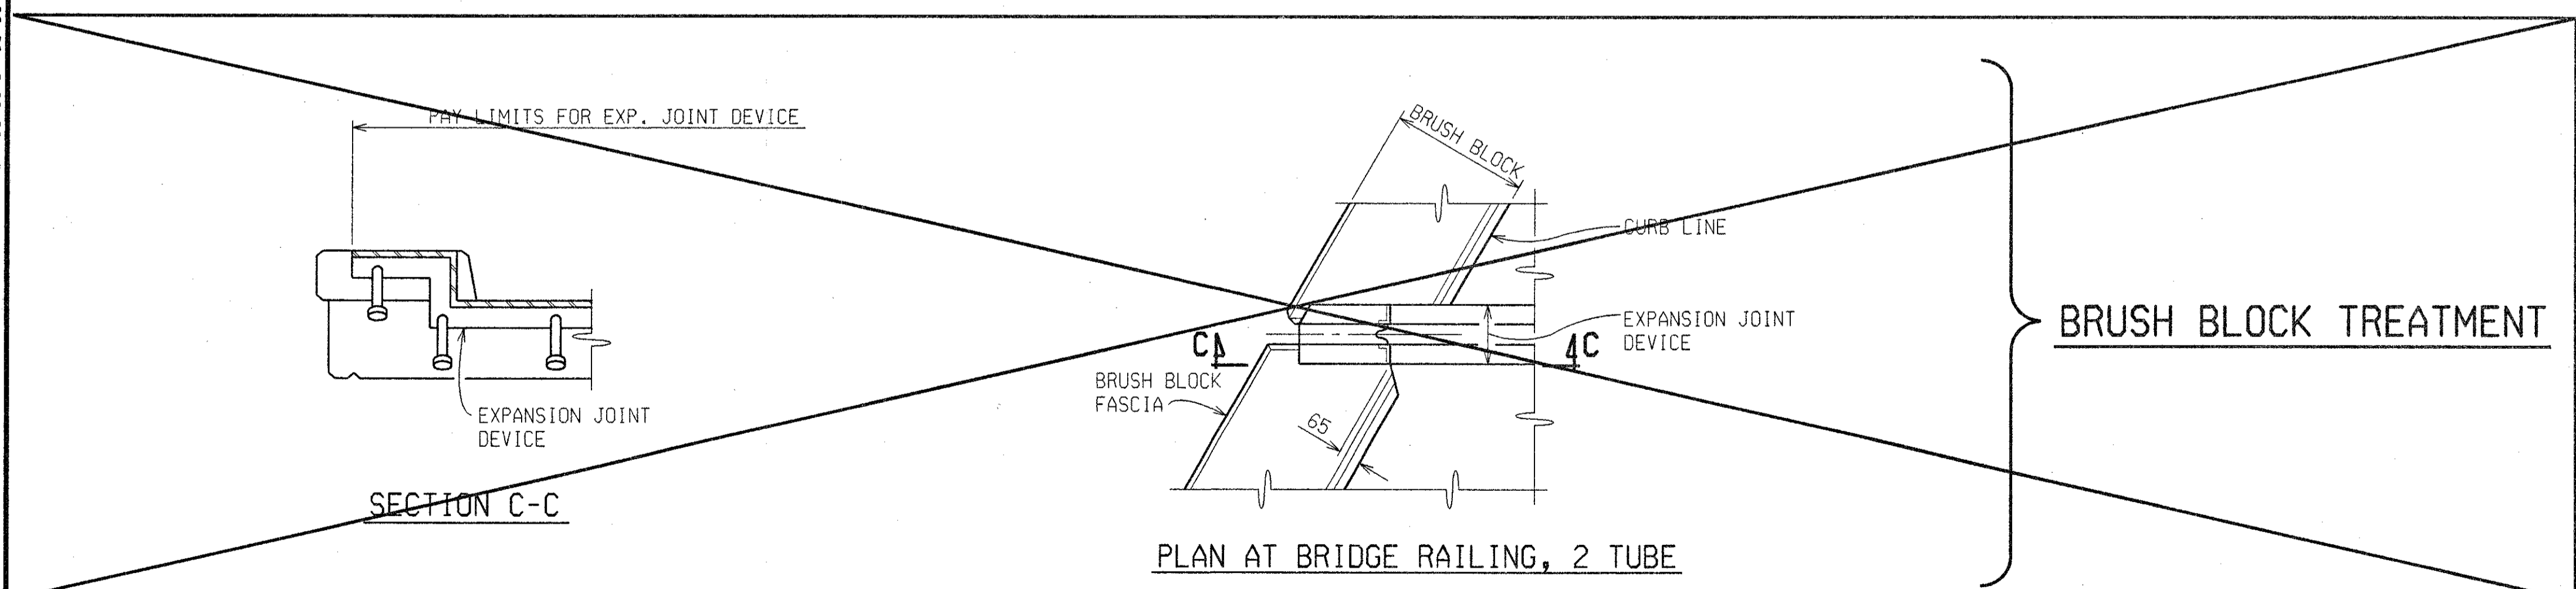 PAY LIMITS FOR EXP. JOINT DEVICE
EXPANSION JOINT
DEVICE
SECTION C-C
BRUSH BLOCK
CURB LINE
EXPANSION JOINT
DEVICE
C
C
BRUSH BLOCK
FASCIA
65
PLAN AT BRIDGE RAILING, 2 TUBE
BRUSH BLOCK TREATMENT